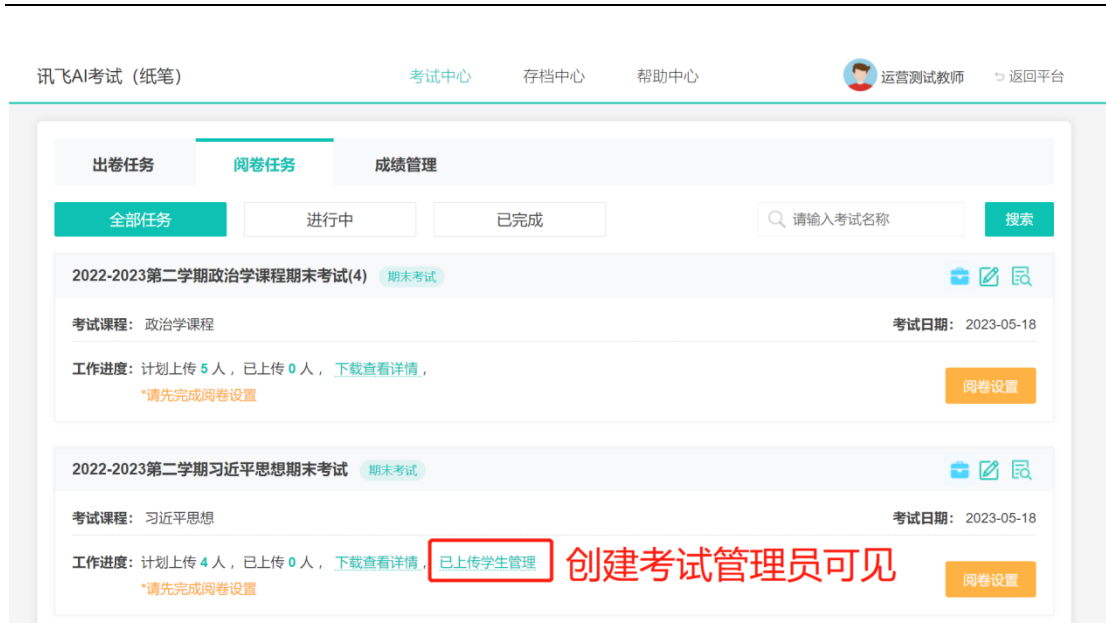 讯飞AI考试（纸笔） 考试中心 存档中心 帮助中心 运营测试教师 返回平台
出卷任务 阅卷任务 成绩管理
全部任务 进行中 已完成 请输入考试名称 搜索
2022-2023第二学期政治学课程期末考试(4) 期末考试
考试课程： 政治学课程 考试日期： 2023-05-18
工作进度： 计划上传 5 人 ，已上传 0 人 ， 下载查看详情 ，
*请先完成阅卷设置 阅卷设置
2022-2023第二学期习近平思想期末考试 期末考试
考试课程： 习近平思想 考试日期： 2023-05-18
工作进度： 计划上传 4 人 ，已上传 0 人 ， 下载查看详情 ， 已上传学生管理 创建考试管理员可见
*请先完成阅卷设置 阅卷设置